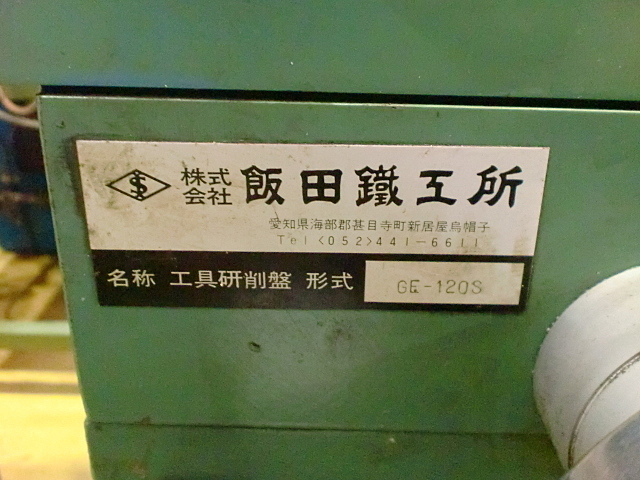 株式会社 飯田鐵工所
愛知県海部郡甚目寺町新居屋烏帽子
Tel <052>441-6611
名称 工具研削盤 形式 GE-120S